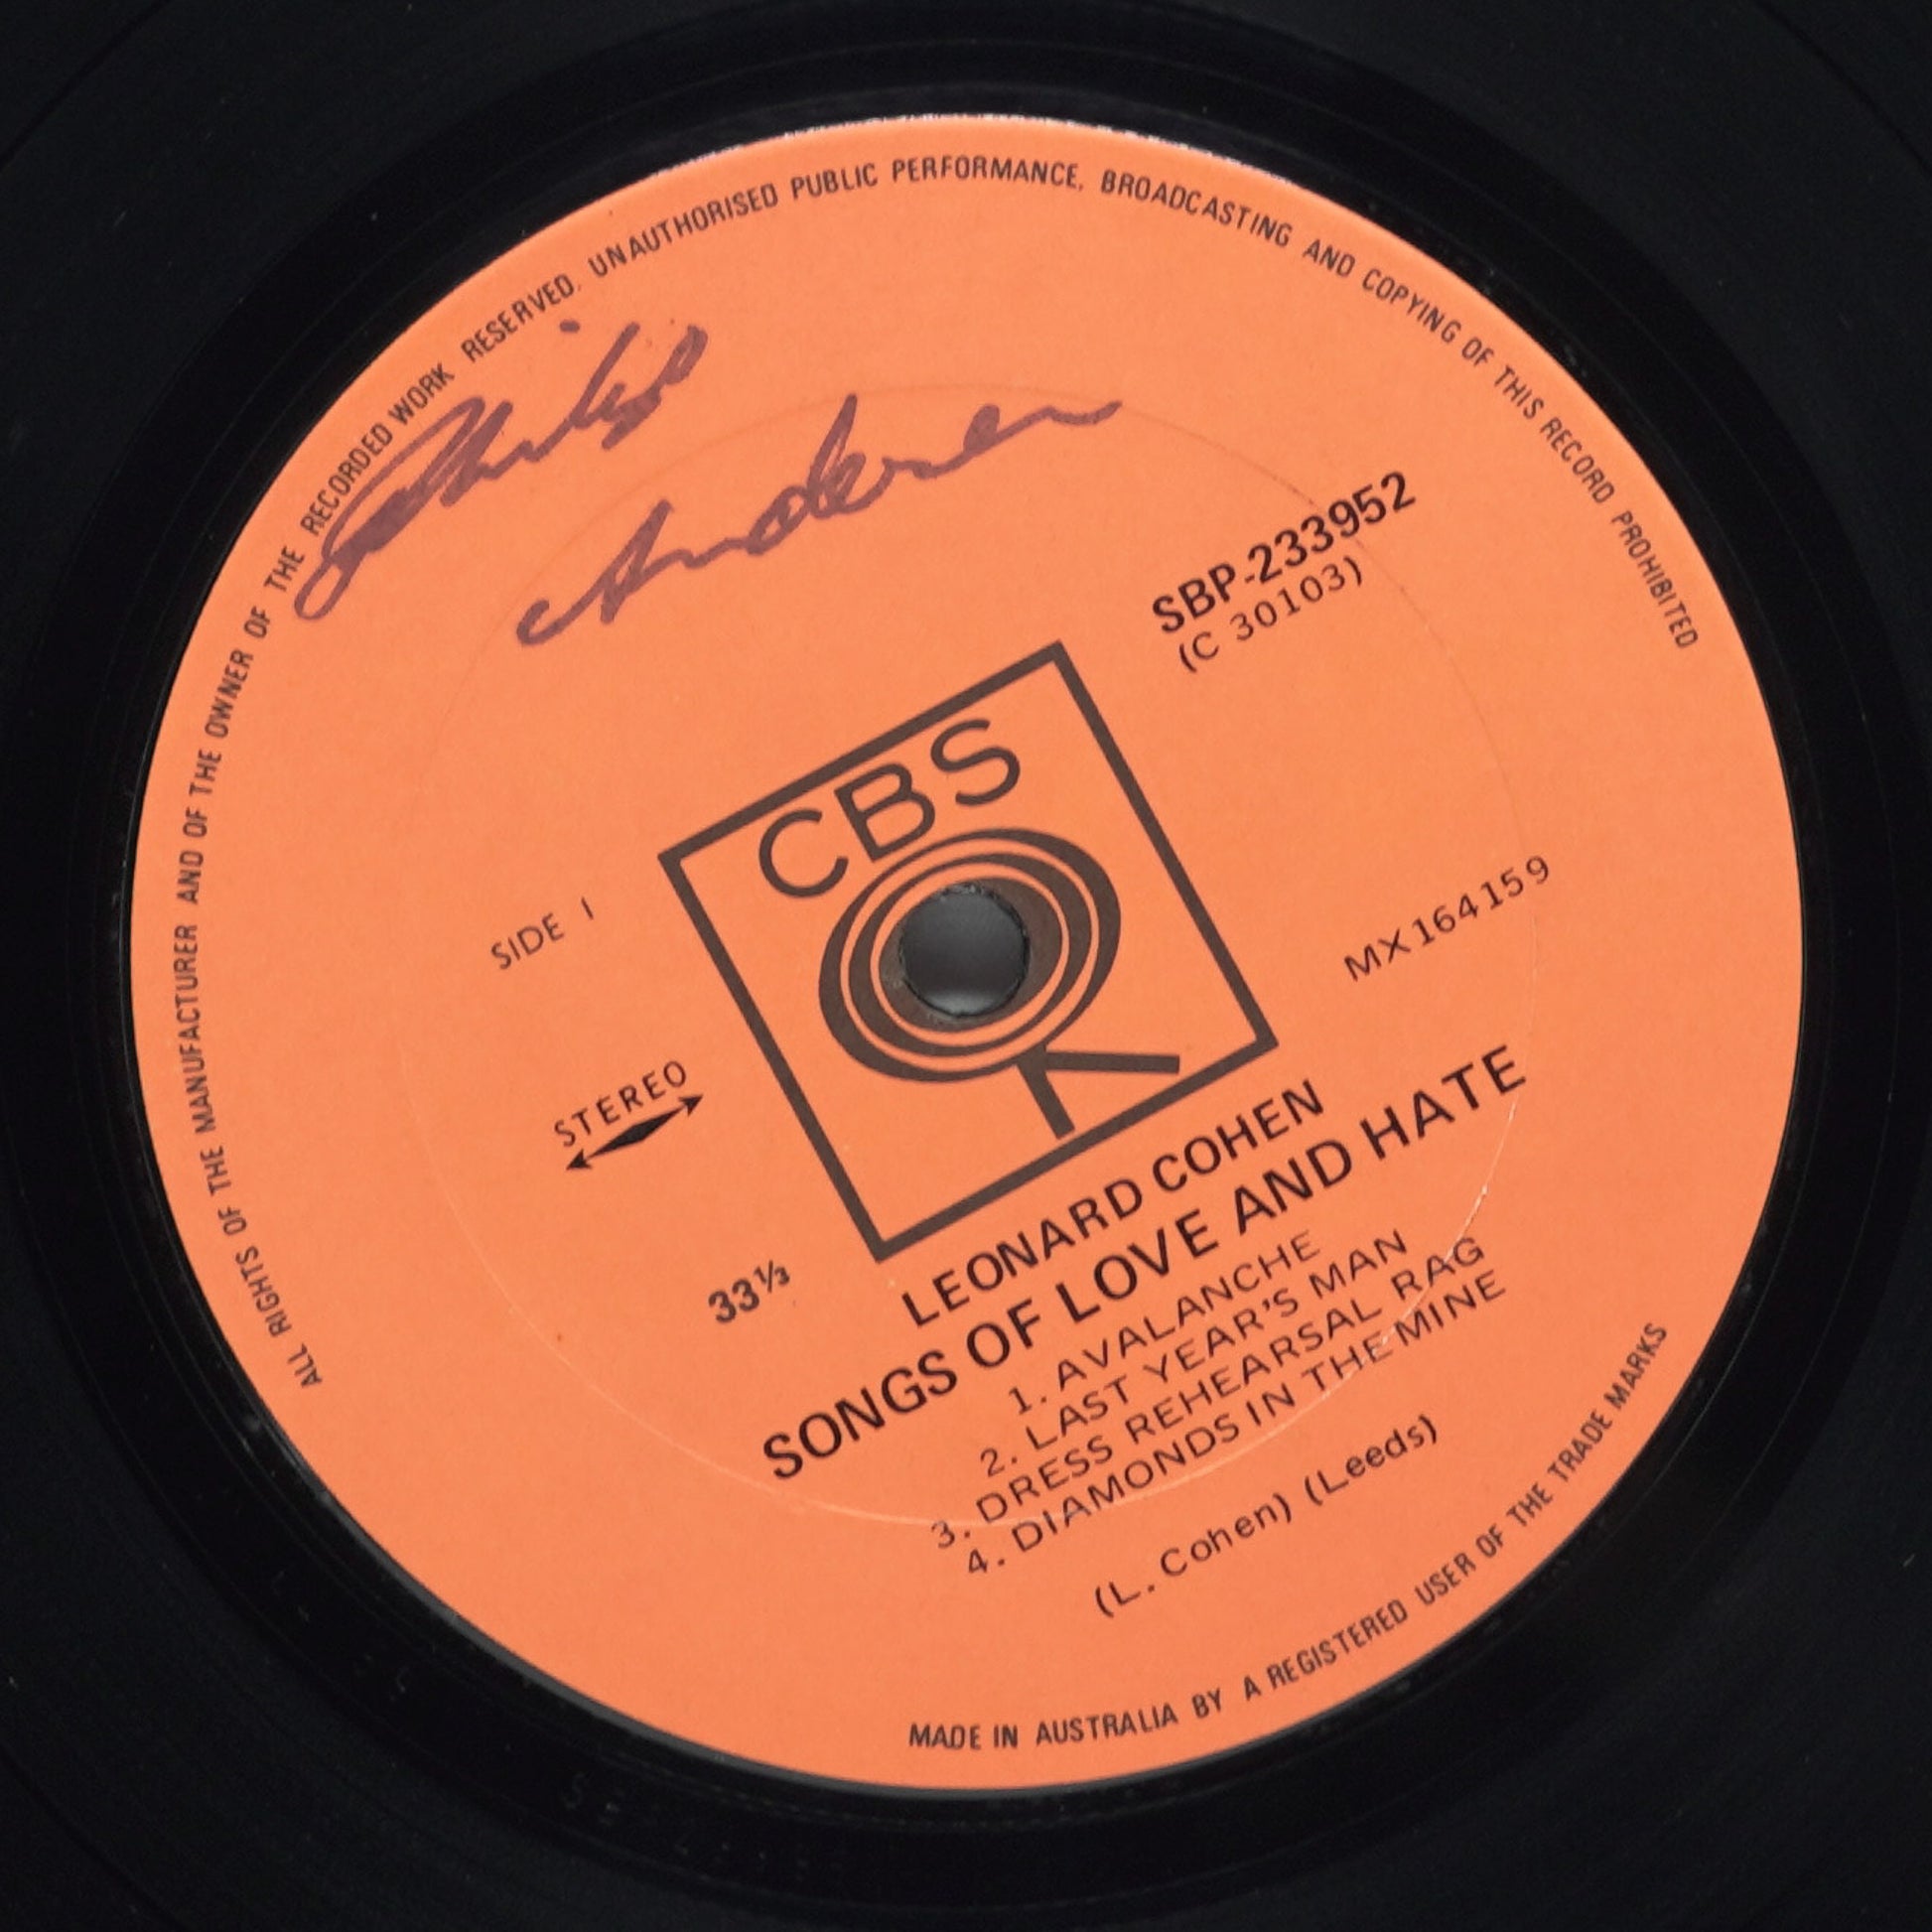 ALL RIGHTS OF THE MANUFACTURER AND OF THE OWNER OF THE RECORDED WORK RESERVED. UNAUTHORISED PUBLIC PERFORMANCE, BROADCASTING AND COPYING OF THIS RECORD PROHIBITED
Philip
Andersen
SBP-233952
(C 30103)
CBS
SIDE 1
MX164159
STEREO
33⅓
LEONARD COHEN
SONGS OF LOVE AND HATE
1. AVALANCHE
2. LAST YEAR'S MAN
3. DRESS REHEARSAL RAG
4. DIAMONDS IN THE MINE
(L. Cohen) (Leeds)
MADE IN AUSTRALIA BY A REGISTERED USER OF THE TRADE MARKS